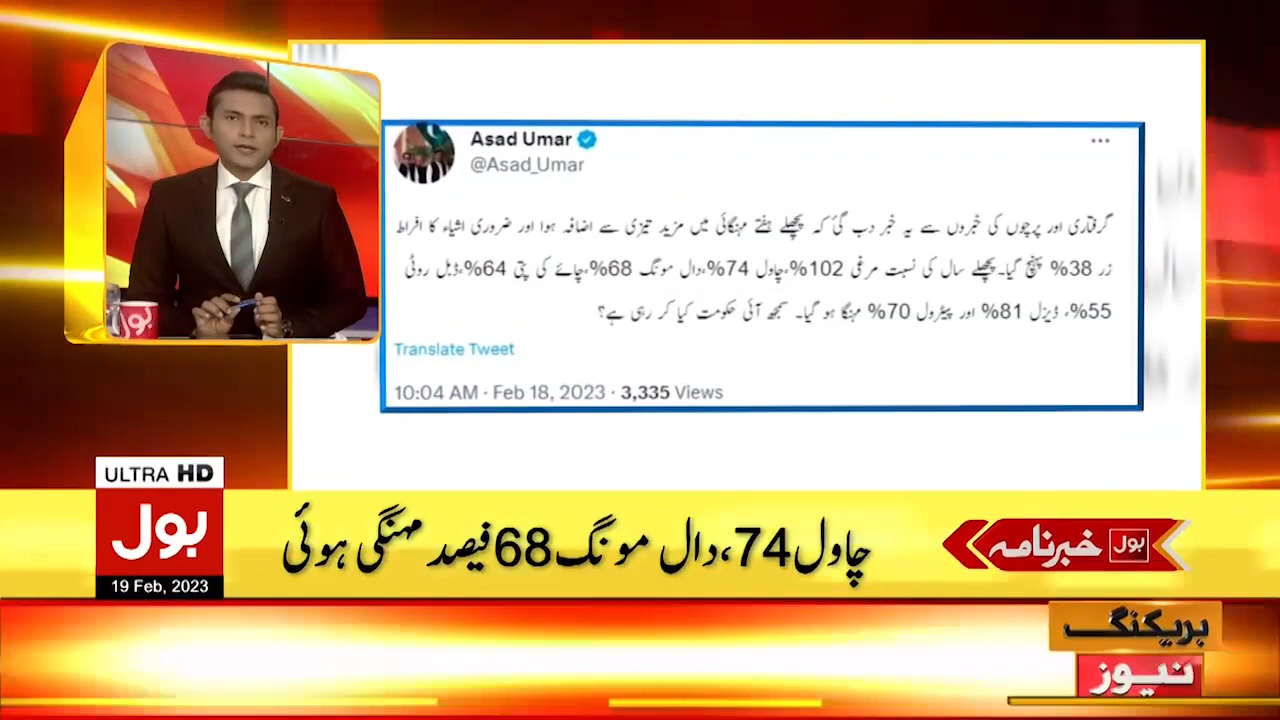 Asad Umar
@Asad_Umar
گرفتاری اور پرچوں کی خبروں سے یہ خبر دب گئ کہ پچھلے ہفتے مہنگائی میں مزید تیزی سے اضافہ ہوا اور ضروری اشیاء کا افراط
زر 38% پہنچ گیا۔ پچھلے سال کی نسبت مرغی 102%،چاول 74%،دال مونگ 68%،چائے کی پتی 64%،ڈبل روٹی
55%، ڈیزل 81% اور پیٹرول 70% مہنگا ہو گیا۔ سمجھ آئی حکومت کیا کر رہی ہے؟
Translate Tweet
10:04 AM · Feb 18, 2023 · 3,335 Views
بول
ULTRA HD
بول
19 Feb, 2023
چاول 74،دال مونگ 68 فیصد مہنگی ہوئی
بول خبرنامہ
بریکنگ
نیوز